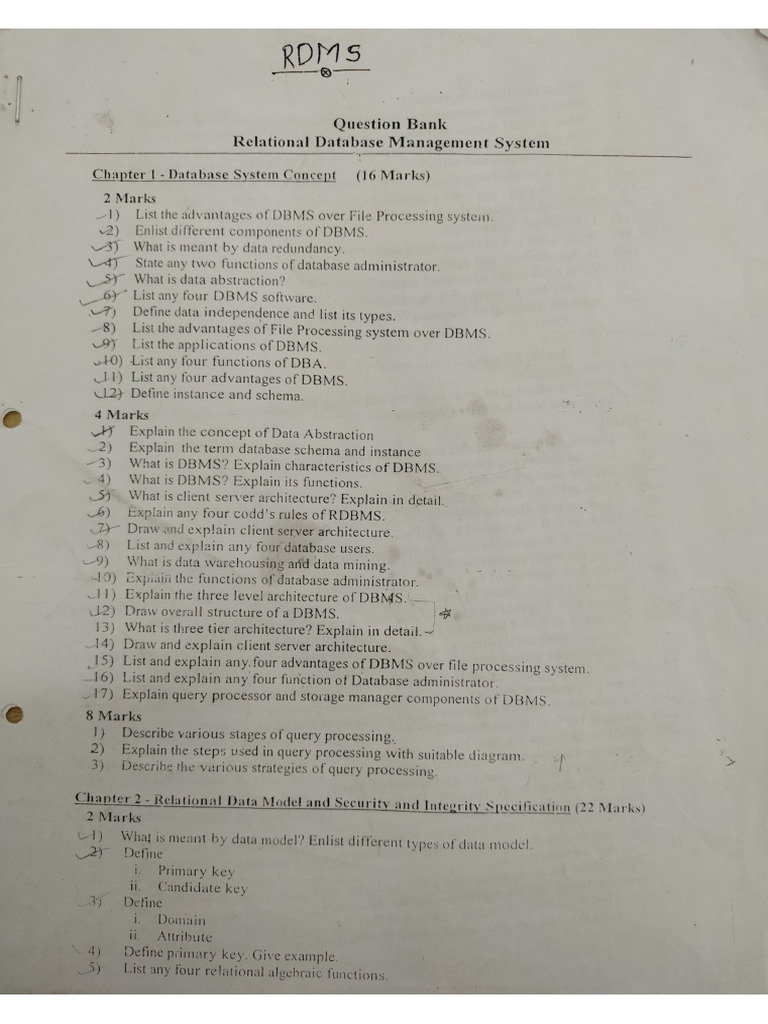 RDMS
Question Bank
Relational Database Management System
Chapter 1 - Database System Concept (16 Marks)
2 Marks
1) List the advantages of DBMS over File Processing system.
2) Enlist different components of DBMS.
3) What is meant by data redundancy.
4) State any two functions of database administrator.
5) What is data abstraction?
6) List any four DBMS software.
7) Define data independence and list its types.
8) List the advantages of File Processing system over DBMS.
9) List the applications of DBMS.
10) List any four functions of DBA.
11) List any four advantages of DBMS.
12) Define instance and schema.
4 Marks
1) Explain the concept of Data Abstraction
2) Explain the term database schema and instance
3) What is DBMS? Explain characteristics of DBMS.
4) What is DBMS? Explain its functions.
5) What is client server architecture? Explain in detail.
6) Explain any four codd's rules of RDBMS.
7) Draw and explain client server architecture.
8) List and explain any four database users.
9) What is data warehousing and data mining.
10) Explain the functions of database administrator.
11) Explain the three level architecture of DBMS.
12) Draw overall structure of a DBMS.
13) What is three tier architecture? Explain in detail.
14) Draw and explain client server architecture.
15) List and explain any four advantages of DBMS over file processing system.
16) List and explain any four function of Database administrator.
17) Explain query processor and storage manager components of DBMS.
8 Marks
1) Describe various stages of query processing.
2) Explain the steps used in query processing with suitable diagram.
3) Describe the various strategies of query processing.
Chapter 2 - Relational Data Model and Security and Integrity Specification (22 Marks)
2 Marks
1) What is meant by data model? Enlist different types of data model.
2) Define
i. Primary key
ii. Candidate key
3) Define
i. Domain
ii. Attribute
4) Define primary key. Give example.
5) List any four relational algebraic functions.